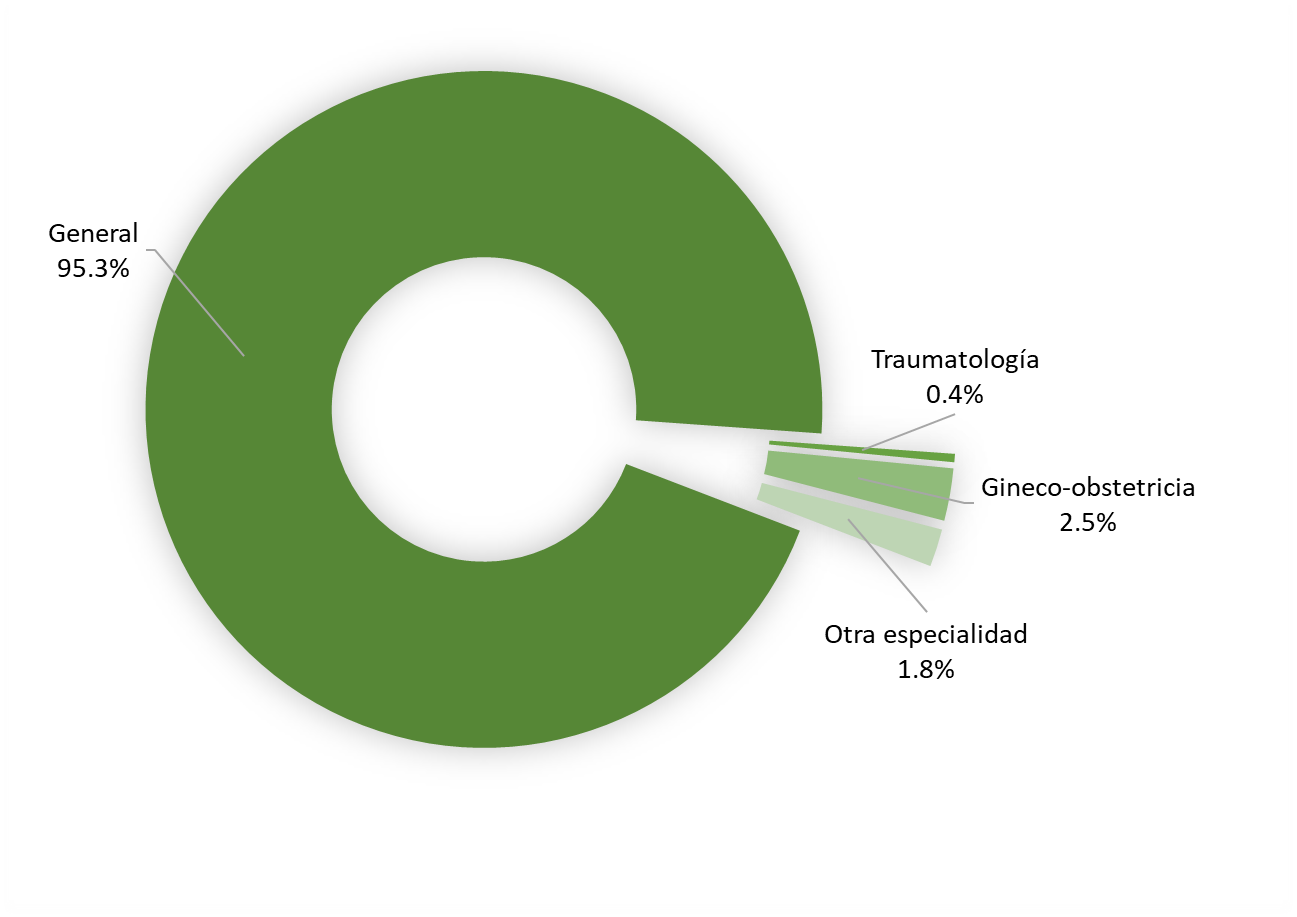 General
95.3%
Traumatología
0.4%
Gineco-obstetricia
2.5%
Otra especialidad
1.8%